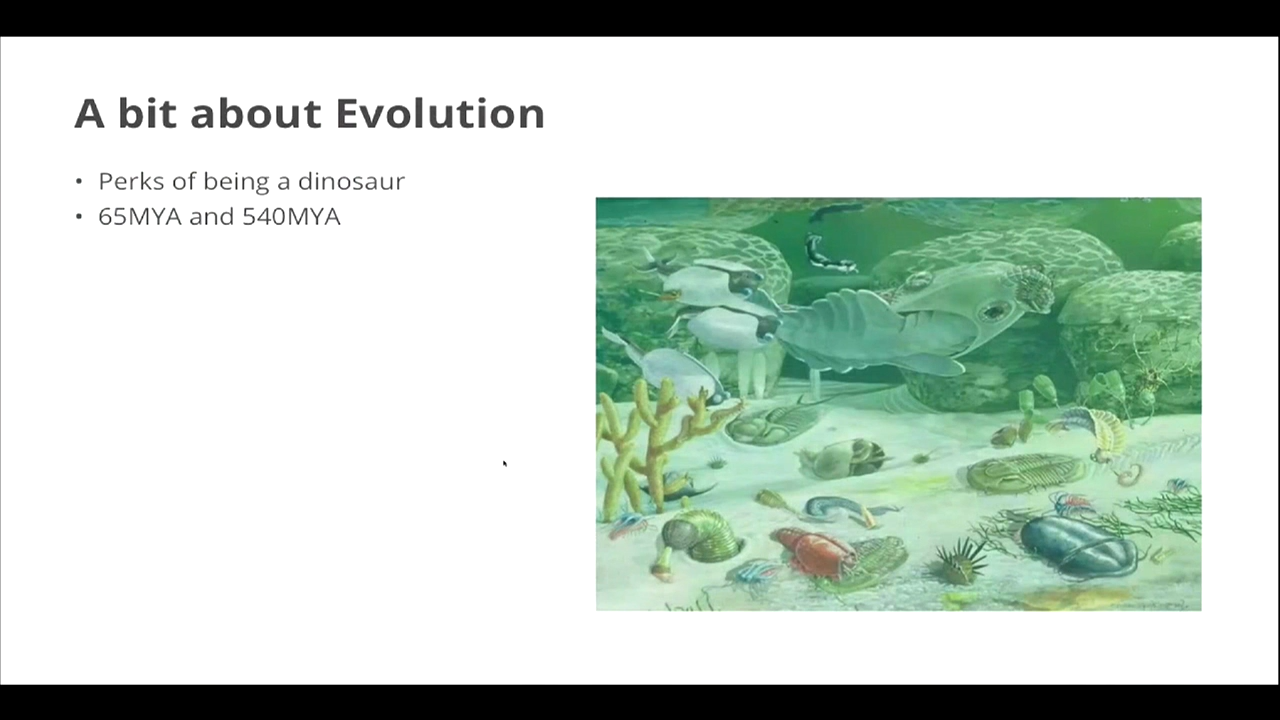 A bit about Evolution
• Perks of being a dinosaur
• 65MYA and 540MYA